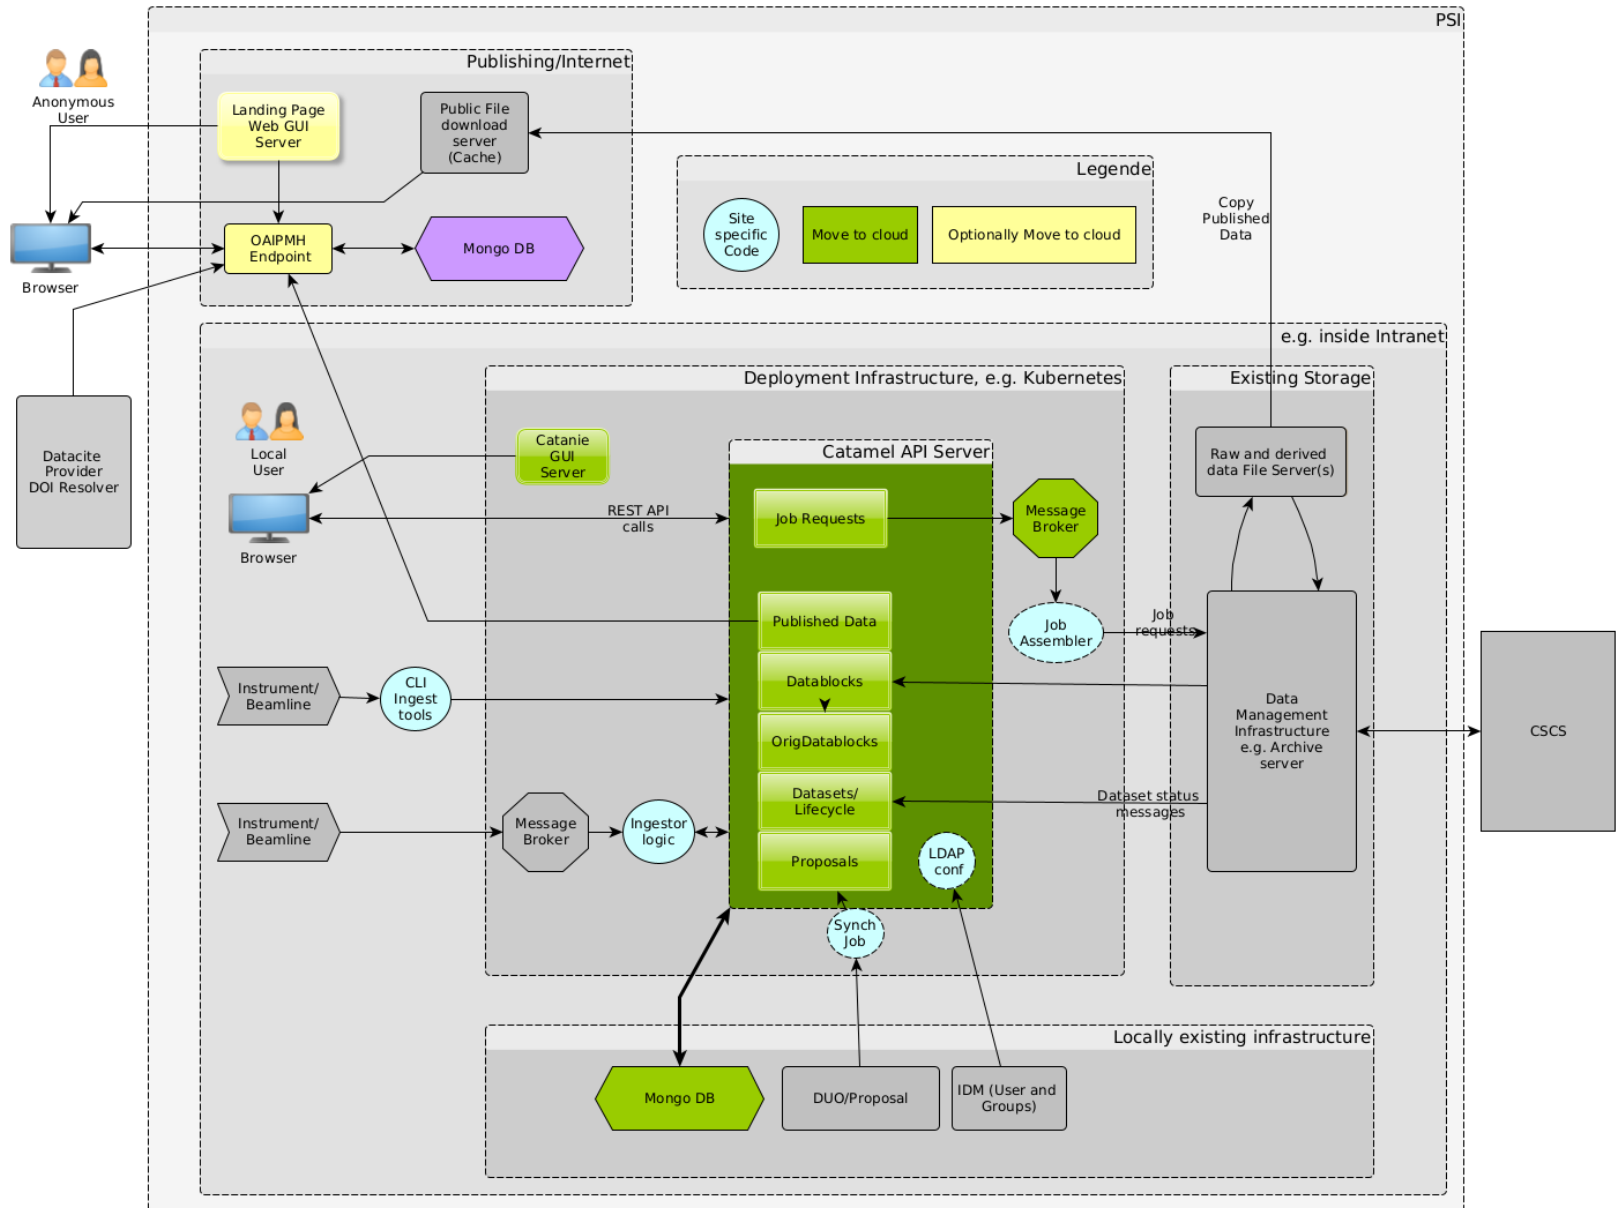 PSI
Publishing/Internet
Anonymous
User
Landing Page
Web GUI
Server
Public File
download
server
(Cache)
Legende
Site
specific
Code
Move to cloud
Optionally Move to cloud
Copy
Published
Data
OAIPMH
Endpoint
Mongo DB
Browser
e.g. inside Intranet
Deployment Infrastructure, e.g. Kubernetes
Existing Storage
Datacite
Provider
DOI Resolver
Local
User
Catanie
GUI
Server
Catamel API Server
Raw and derived
data File Server(s)
Browser
REST API
calls
Job Requests
Message
Broker
Published Data
Job
Assembler
Job
requests
Instrument/
Beamline
CLI
Ingest
tools
Datablocks
OrigDatablocks
Data
Management
Infrastructure
e.g. Archive
server
CSCS
Datasets/
Lifecycle
Dataset status
messages
Instrument/
Beamline
Message
Broker
Ingestor
logic
Proposals
LDAP
conf
Synch
Job
Locally existing infrastructure
Mongo DB
DUO/Proposal
IDM (User and
Groups)